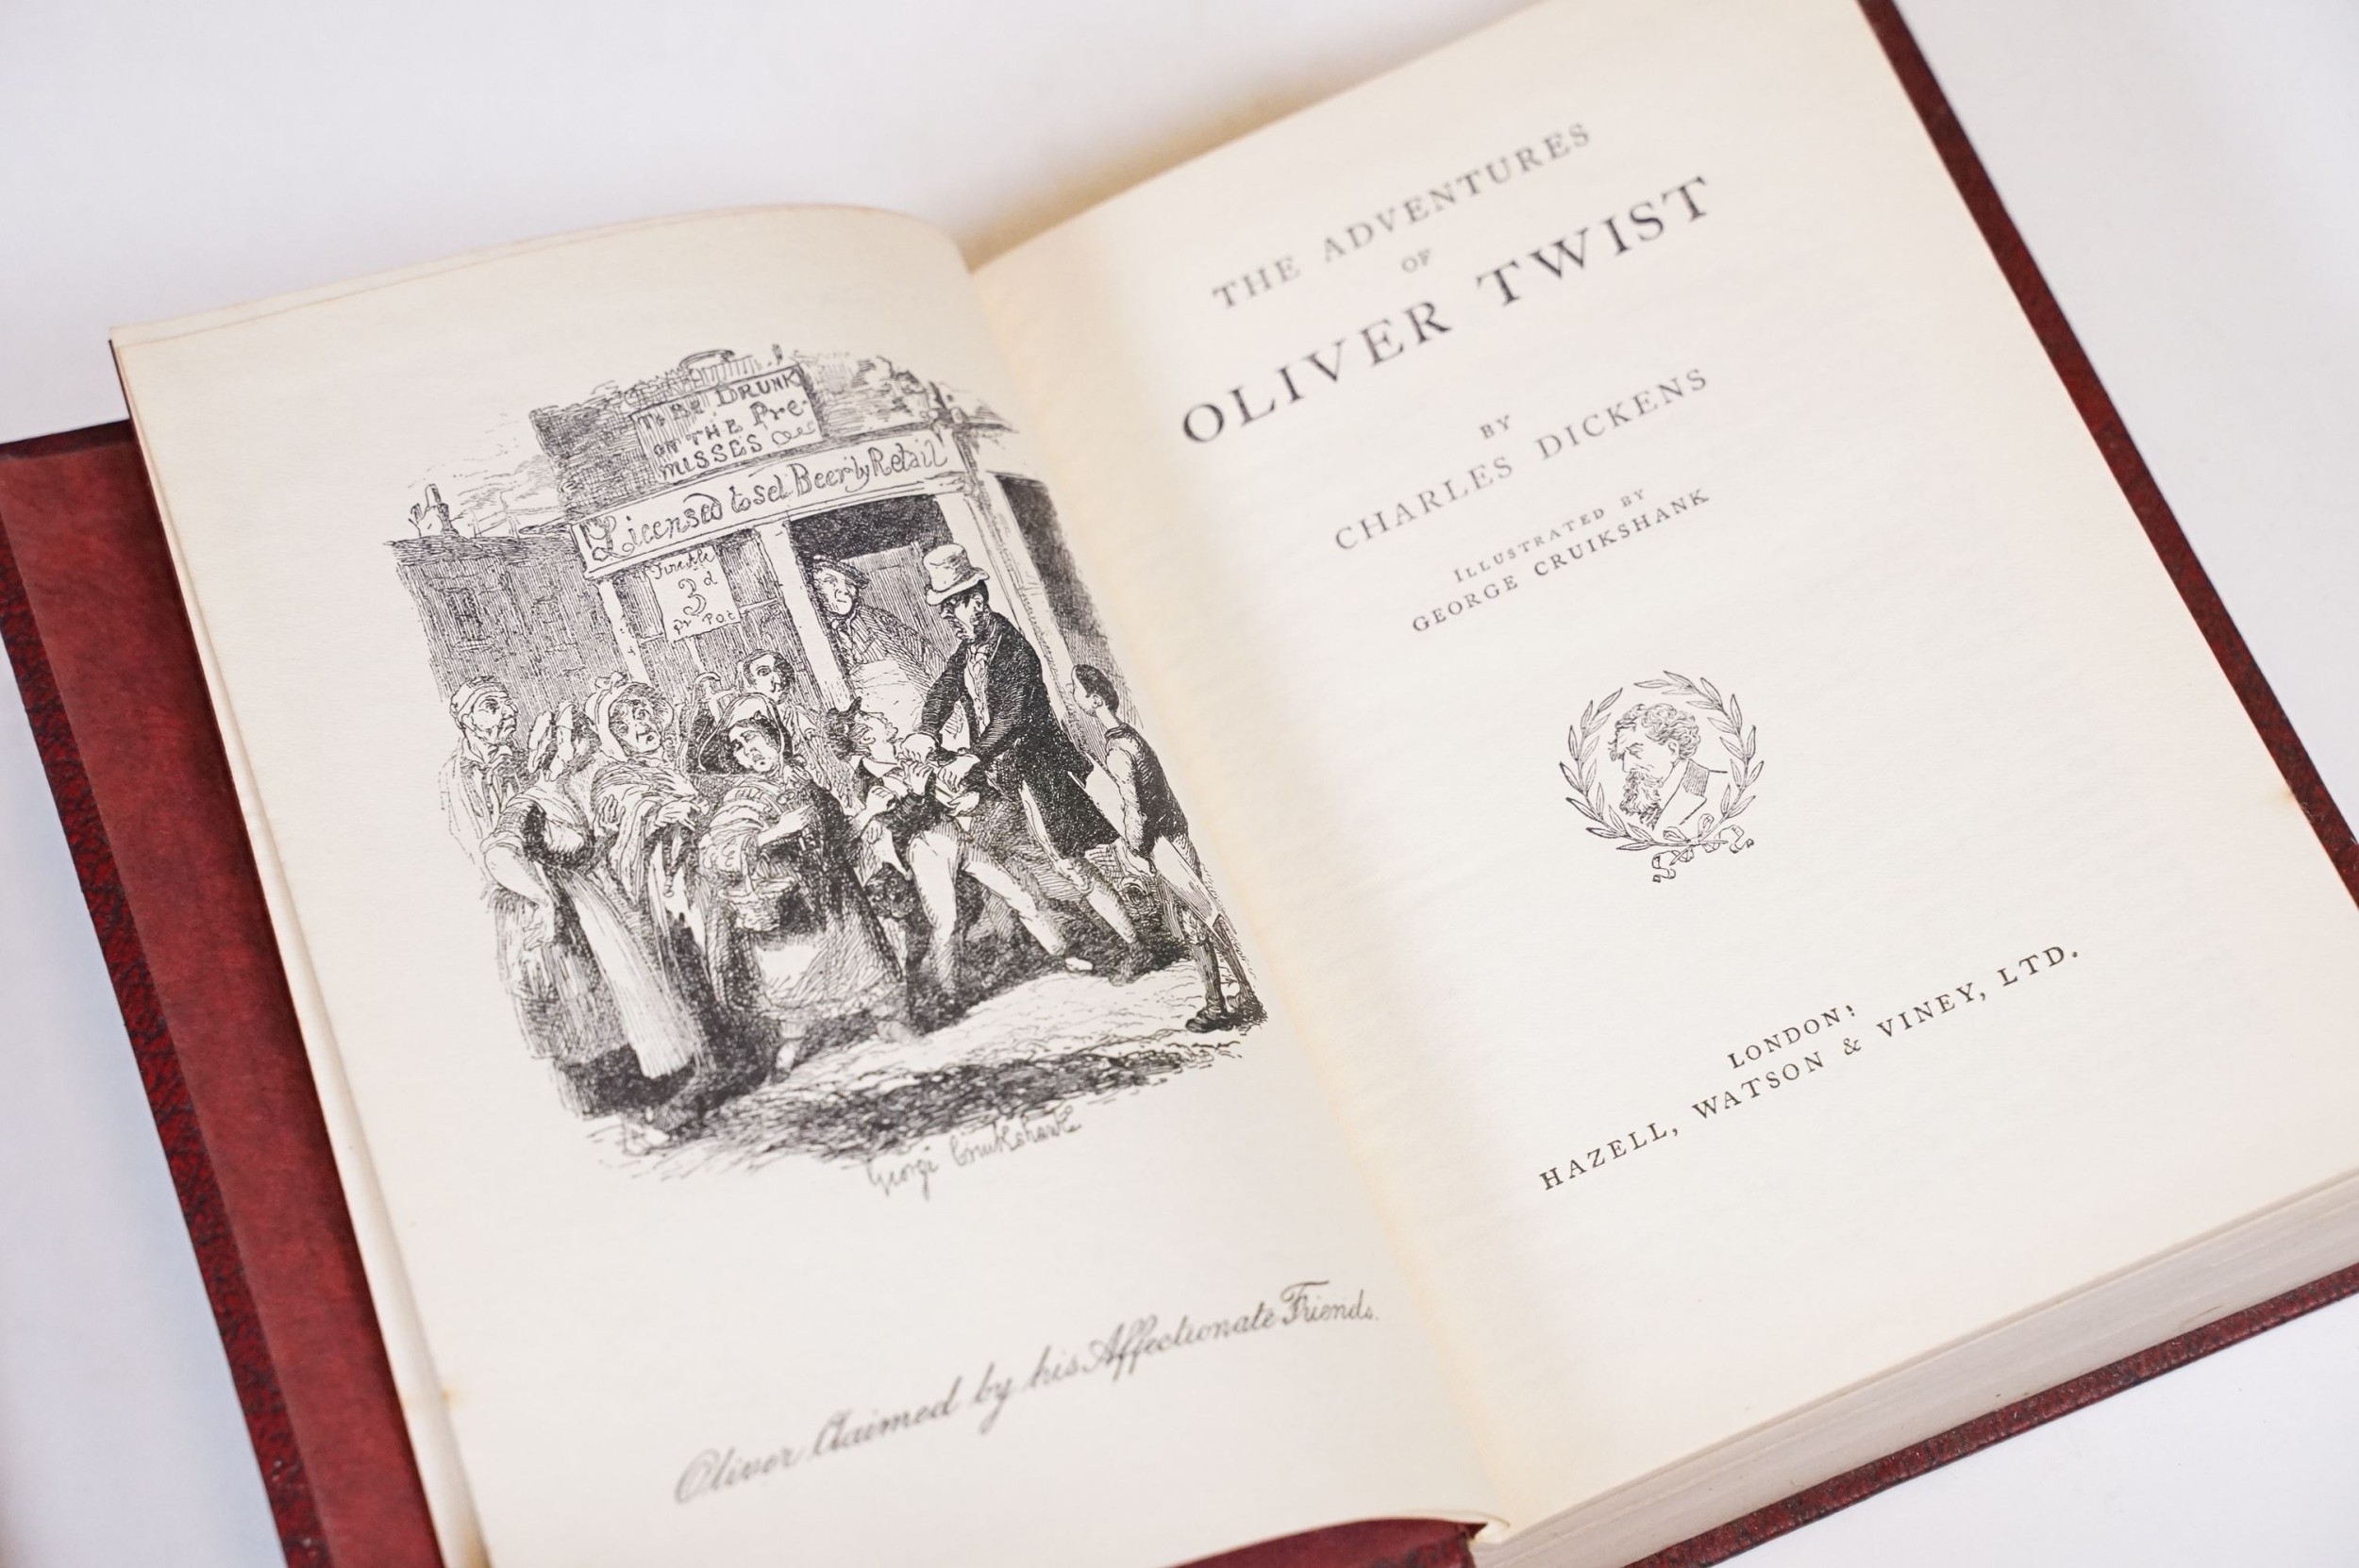 To BE DRUNK
ON THE Pre-
misses
Licensed to sel Beer by Retail
3d
pr Pot
George Cruikshank
Oliver Claimed by his Affectionate Friends.
THE ADVENTURES
OF
OLIVER TWIST
BY
CHARLES DICKENS
ILLUSTRATED BY
GEORGE CRUIKSHANK
LONDON:
HAZELL, WATSON & VINEY, LTD.